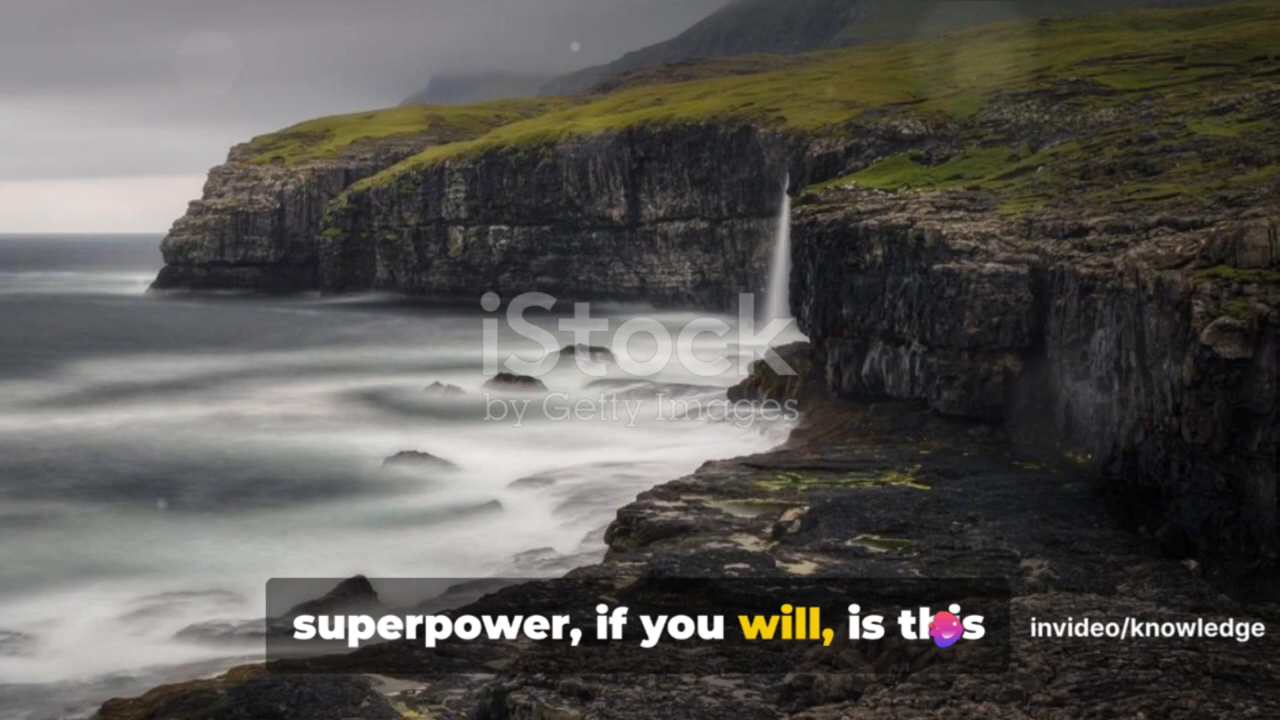 iStock
by Getty Images
superpower, if you will, is this
invideo/knowledge